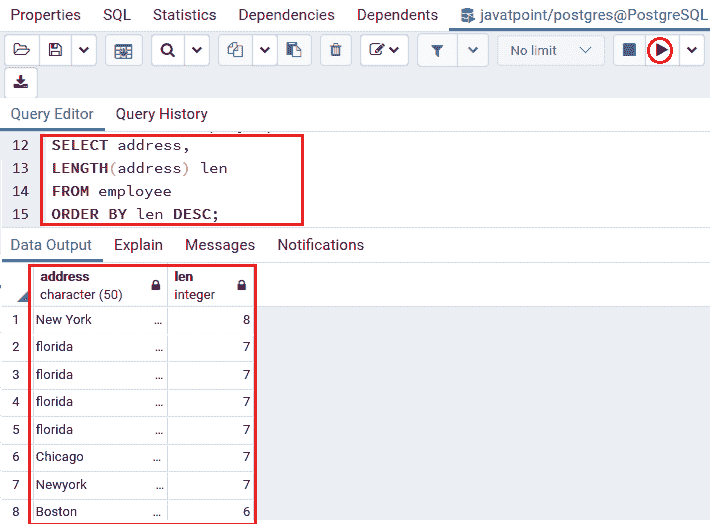 Properties SQL Statistics Dependencies Dependents javatpoint/postgres@PostgreSQL
No limit
Query Editor Query History
12 SELECT address,
13 LENGTH(address) len
14 FROM employee
15 ORDER BY len DESC;
Data Output Explain Messages Notifications
address len
character (50) integer
1 New York ... 8
2 florida ... 7
3 florida ... 7
4 florida ... 7
5 florida ... 7
6 Chicago ... 7
7 Newyork ... 7
8 Boston ... 6